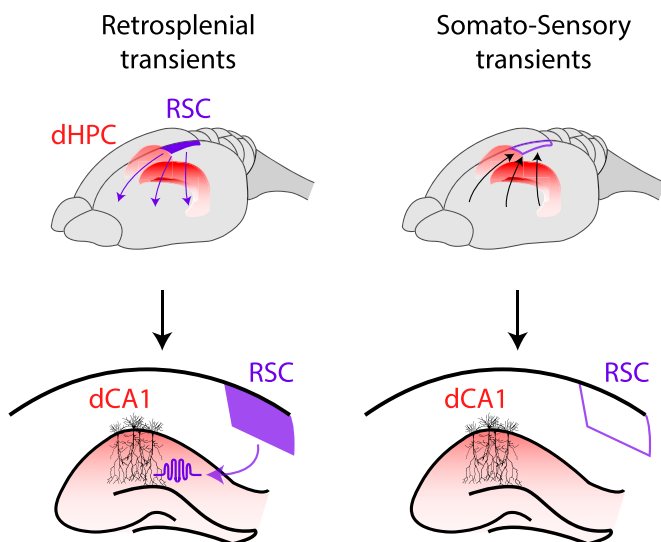 Retrosplenial
transients
Somato-Sensory
transients
RSC
dHPC
RSC
dCA1
RSC
dCA1